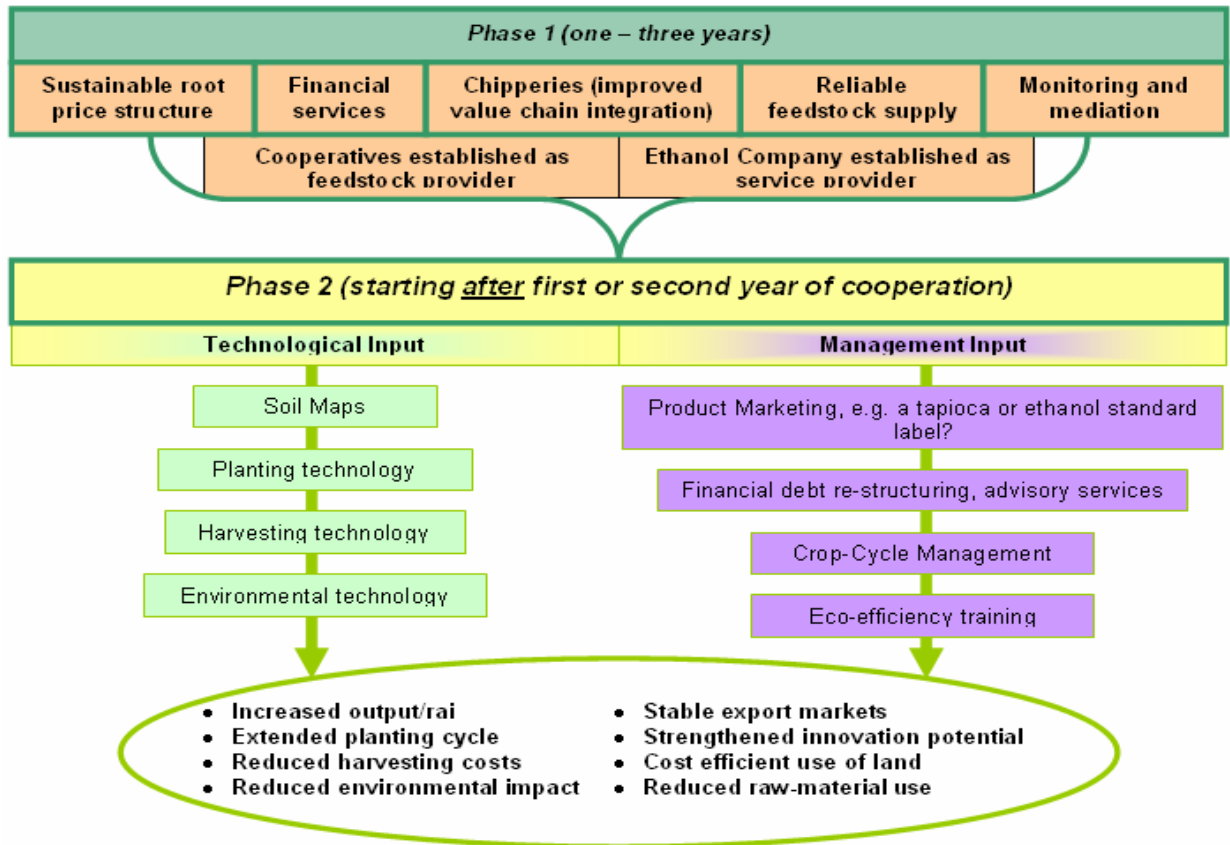 Phase 1 (one – three years)
Sustainable root
price structure
Financial
services
Chipperies (improved
value chain integration)
Reliable
feedstock supply
Monitoring and
mediation
Cooperatives established as
feedstock provider
Ethanol Company established as
service provider
Phase 2 (starting after first or second year of cooperation)
Technological Input
Management Input
Soil Maps
Planting technology
Harvesting technology
Environmental technology
Product Marketing, e.g. a tapioca or ethanol standard
label?
Financial debt re-structuring, advisory services
Crop-Cycle Management
Eco-efficiency training
• Increased output/rai
• Extended planting cycle
• Reduced harvesting costs
• Reduced environmental impact
• Stable export markets
• Strengthened innovation potential
• Cost efficient use of land
• Reduced raw-material use